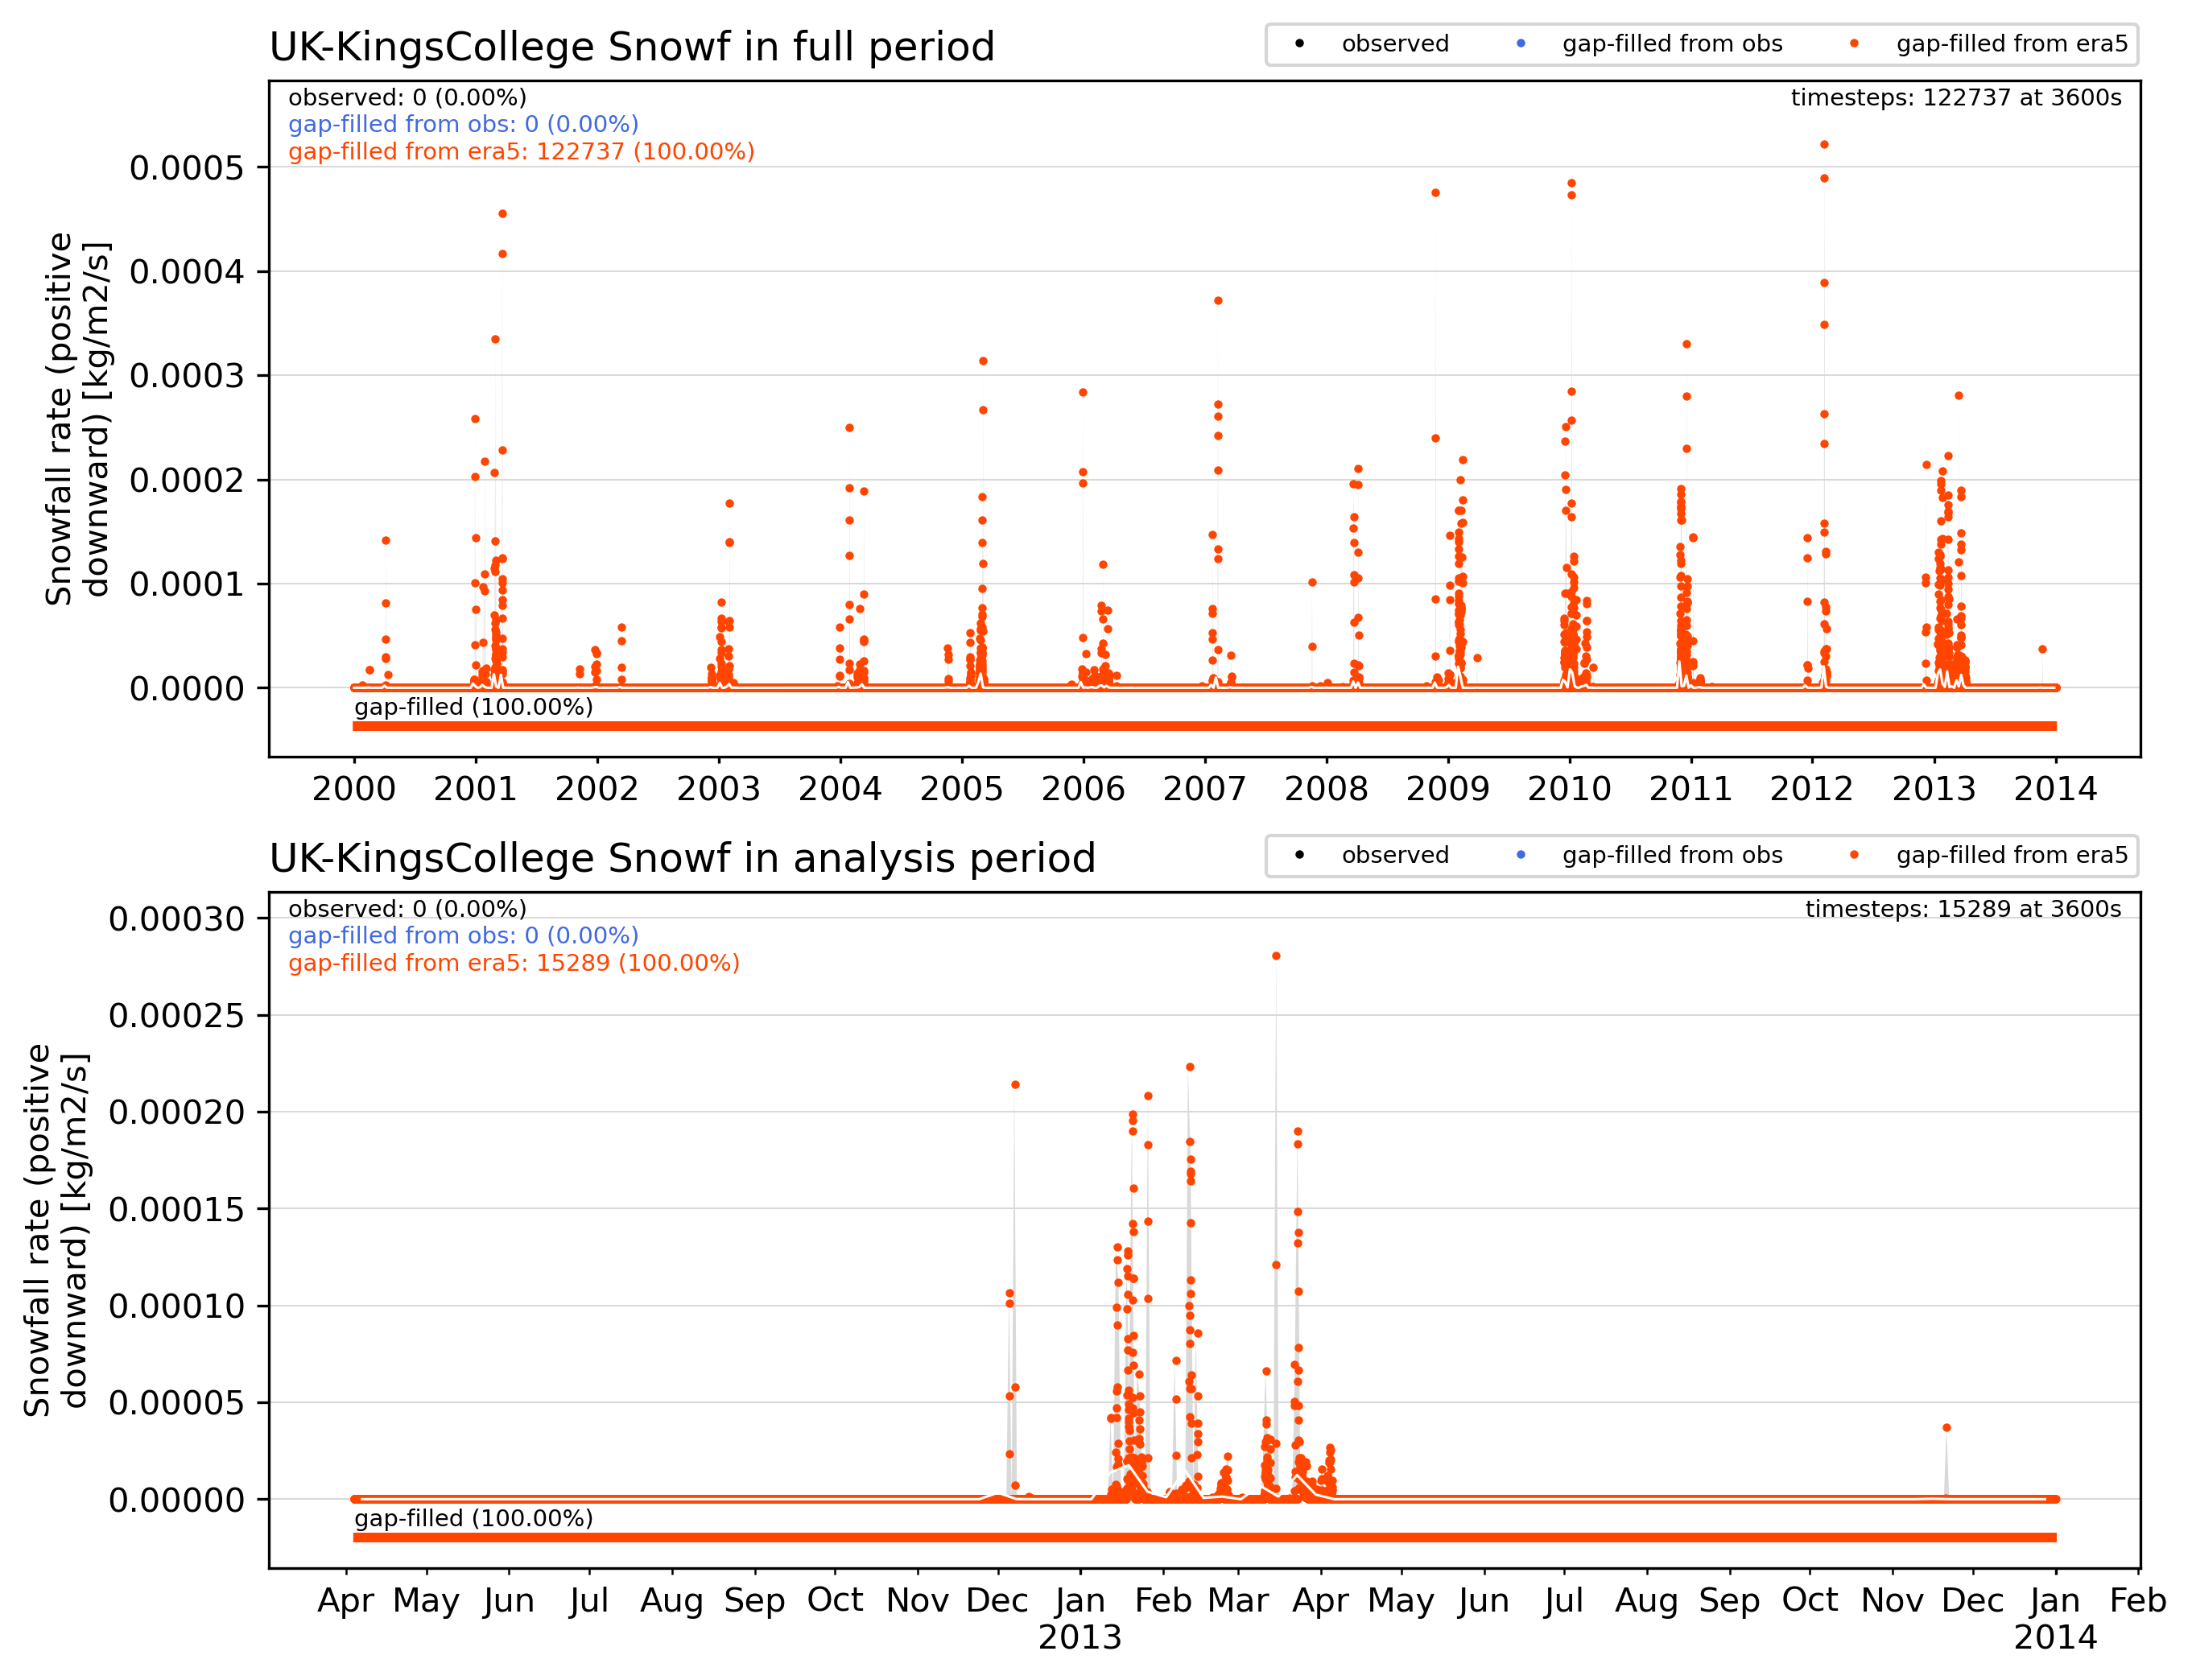 UK-KingsCollege Snowf in full period
observed
gap-filled from obs
gap-filled from era5
observed: 0 (0.00%)
gap-filled from obs: 0 (0.00%)
gap-filled from era5: 122737 (100.00%)
timesteps: 122737 at 3600s
Snowfall rate (positive
downward) [kg/m2/s]
0.0005
0.0004
0.0003
0.0002
0.0001
0.0000
gap-filled (100.00%)
2000 2001 2002 2003 2004 2005 2006 2007 2008 2009 2010 2011 2012 2013 2014
UK-KingsCollege Snowf in analysis period
observed
gap-filled from obs
gap-filled from era5
observed: 0 (0.00%)
gap-filled from obs: 0 (0.00%)
gap-filled from era5: 15289 (100.00%)
timesteps: 15289 at 3600s
Snowfall rate (positive
downward) [kg/m2/s]
0.00030
0.00025
0.00020
0.00015
0.00010
0.00005
0.00000
gap-filled (100.00%)
Apr May Jun Jul Aug Sep Oct Nov Dec Jan Feb Mar Apr May Jun Jul Aug Sep Oct Nov Dec Jan Feb
2013 2014